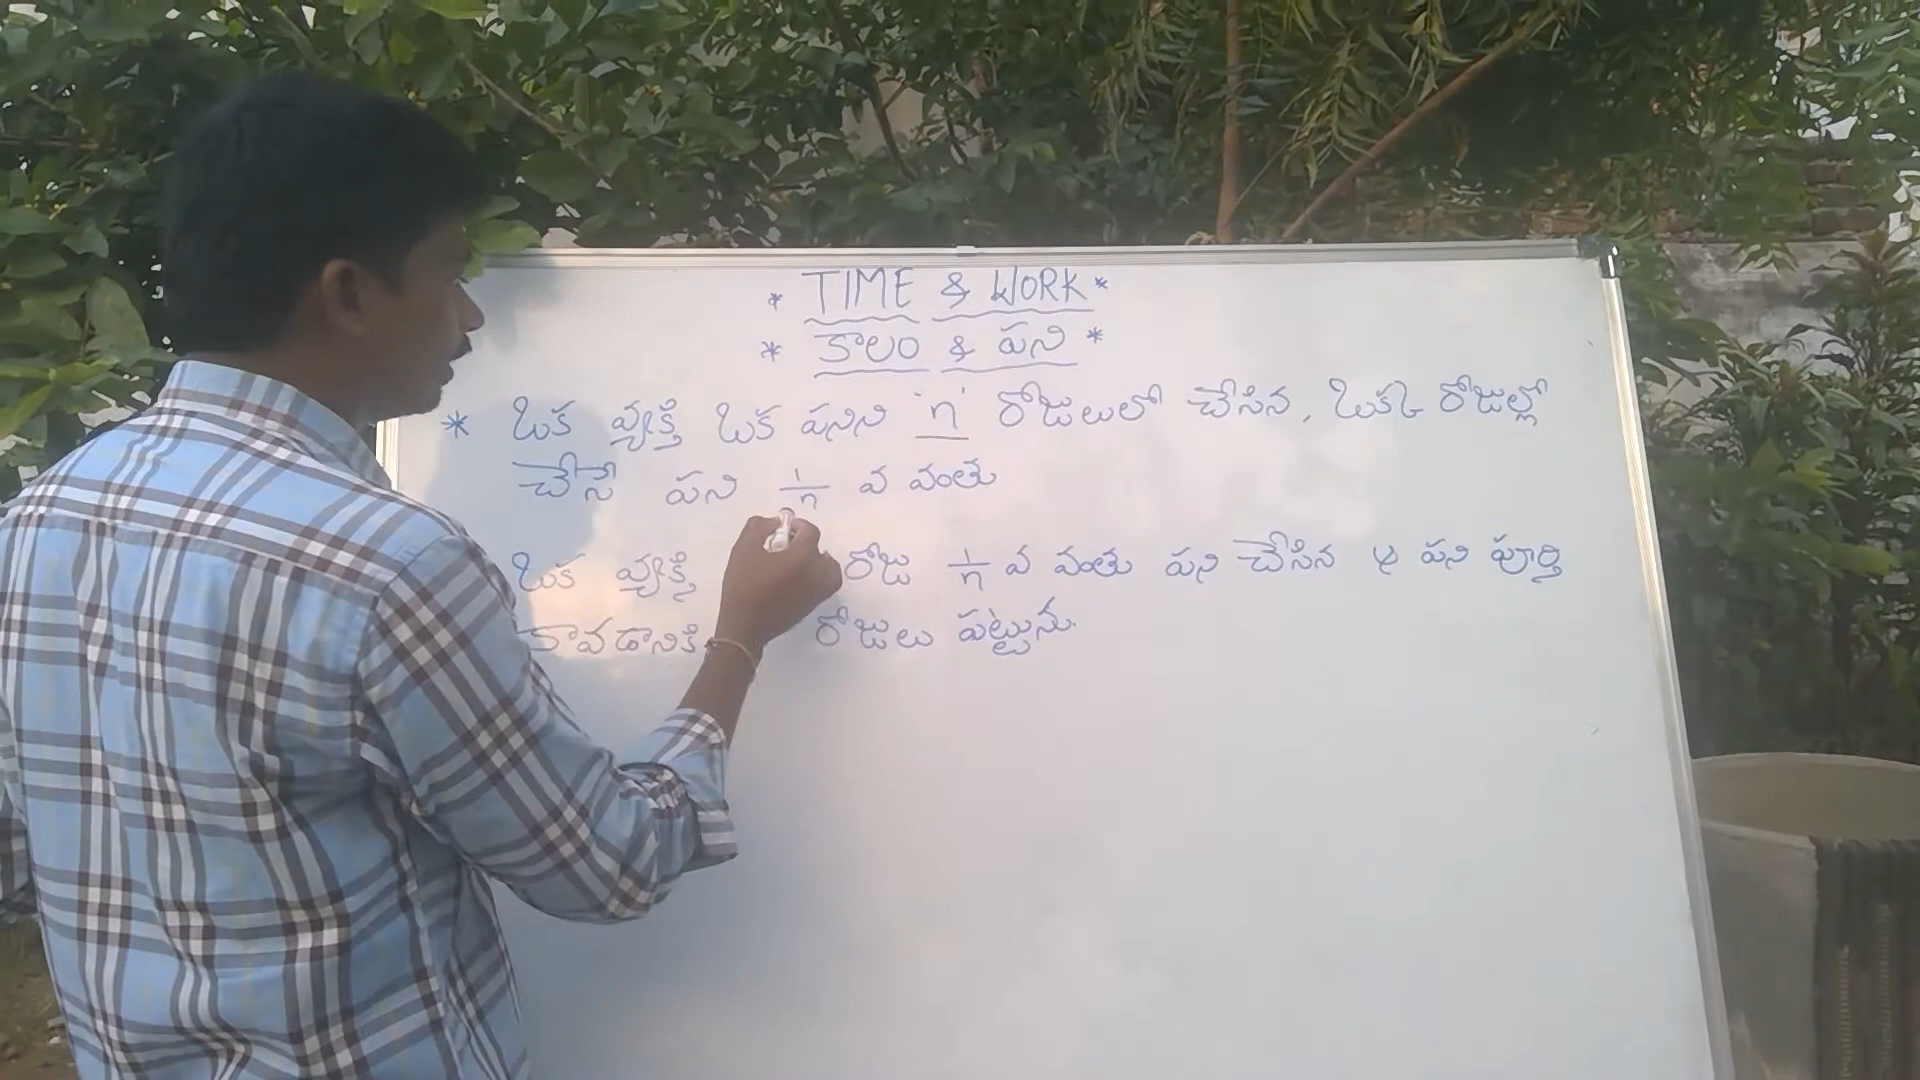 * TIME & WORK *
* కాలం & పని *
* ఒక వ్యక్తి ఒక పనిని 'n' రోజులలో చేసిన, ఒక్క రోజుల్లో
చేసే పని 1/n వ వంతు
ఒక వ్యక్తి రోజు 1/n వ వంతు పని చేసిన ఆ పని పూర్తి
కావడానికి రోజులు పట్టును.